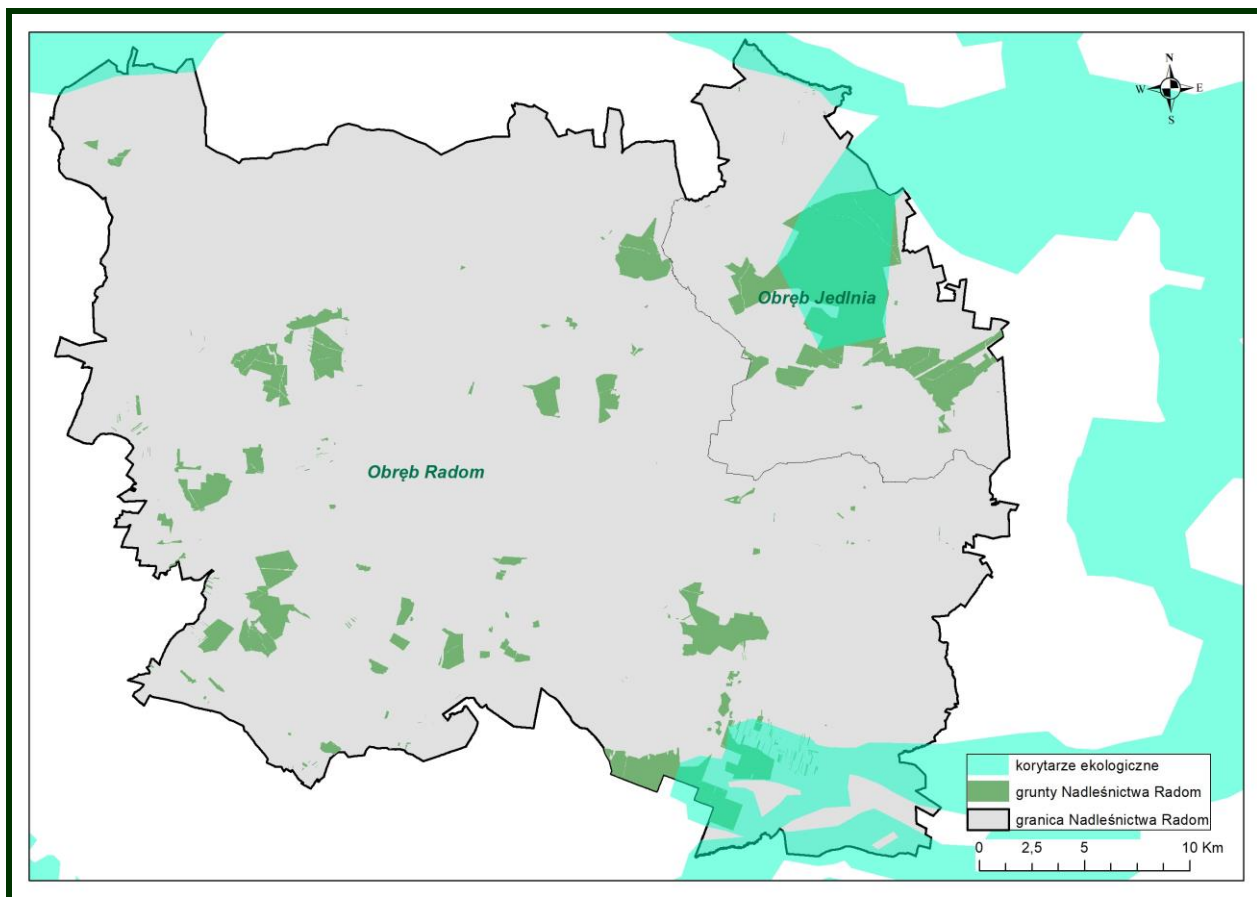 N
W E
S
Obręb Jedlnia
Obręb Radom
korytarze ekologiczne
grunty Nadleśnictwa Radom
granica Nadleśnictwa Radom
0 2,5 5 10 Km